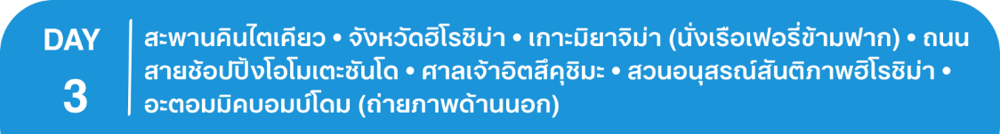 DAY
3
สะพานคินไตเคียว • จังหวัดฮิโรชิม่า • เกาะมิยาจิม่า (นั่งเรือเฟอรี่ข้ามฟาก) • ถนน
สายช้อปปิ้งโอโมเตะซันโด • ศาลเจ้าอิตสึคุชิมะ • สวนอนุสรณ์สันติภาพฮิโรชิม่า •
อะตอมมิคบอมบ์โดม (ถ่ายภาพด้านนอก)